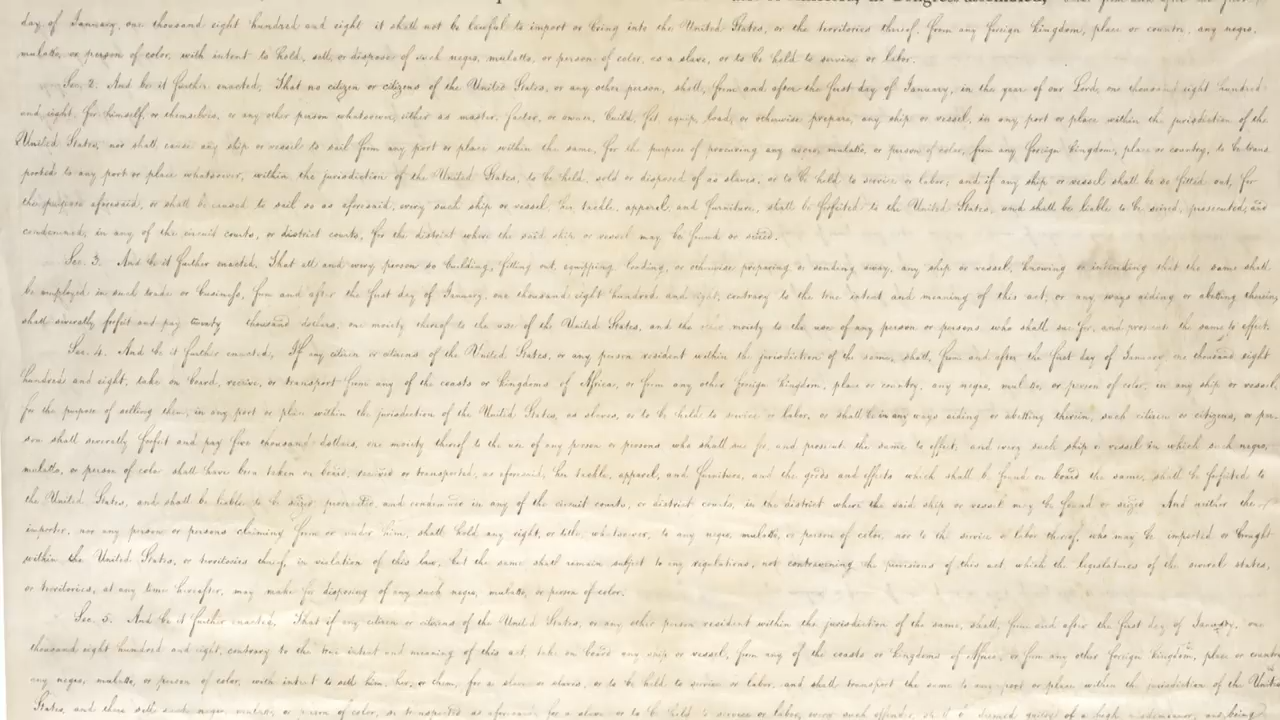 of America, in Congress assembled,
day of January, one thousand eight hundred and eight it shall not be lawful to import or bring into the United States, or the territories thereof, from any foreign kingdom, place or country, any negro,
mulatto, or person of color, with intent to hold, sell, or dispose of such negro, mulatto, or person of color, as a slave, or to be held to service or labor.
Sec. 2. And be it further enacted, That no citizen or citizens of the United States, or any other person, shall, from and after the first day of January, in the year of our Lord, one thousand eight hundred
and eight, for himself, or themselves, or any other person whatsoever, either as master, factor, or owner, build, fit, equip, load, or otherwise prepare, any ship or vessel, in any port or place within the jurisdiction of the
United States, nor shall cause any ship or vessel to sail from any port or place within the same, for the purpose of procuring any negro, mulatto, or person of color, from any foreign kingdom, place or country, to be trans
ported to any port or place whatsoever, within the jurisdiction of the United States, to be held, sold or disposed of as slaves, or to be held to service or labor; and if any ship or vessel shall be so fitted out, for
the purpose aforesaid, or shall be caused to sail so as aforesaid, every such ship or vessel, her tackle, apparel and furniture, shall be forfeited to the United States, and shall be liable to be seized, prosecuted, and
condemned, in any of the circuit courts, or district courts, for the district where the said ship or vessel may be found or seized.
Sec. 3. And be it further enacted, That all and every person so building, fitting out, equipping, loading, or otherwise preparing or sending away, any ship or vessel, knowing or intending that the same shall
be employed in such trade or business, from and after the first day of January, one thousand eight hundred and eight, contrary to the true intent and meaning of this act, or any ways aiding or abetting therein,
shall severally forfeit and pay twenty thousand dollars, one moiety thereof to the use of the United States, and the other moiety to the use of any person or persons who shall sue for, and prosecute the same to effect.
Sec. 4. And be it further enacted, If any citizen or citizens of the United States, or any person resident within the jurisdiction of the same, shall, from and after the first day of January, one thousand eight
hundred and eight, take on board, receive, or transport from any of the coasts or kingdoms of Africa, or from any other foreign kingdom, place or country, any negro, mulatto, or person of color, in any ship or vessel,
for the purpose of selling them, in any port or place within the jurisdiction of the United States, as slaves, or to be held to service or labor, or shall be in any ways aiding or abetting therein, such citizen or citizens, or per
son shall severally forfeit and pay five thousand dollars, one moiety thereof to the use of any person or persons who shall sue for, and prosecute the same to effect; and every such ship or vessel in which such negro,
mulatto, or person of color shall have been taken on board, received or transported, as aforesaid, her tackle, apparel, and furniture, and the goods and effects which shall be found on board the same, shall be forfeited to
the United States, and shall be liable to be seized prosecuted, and condemned in any of the circuit courts, or district courts, in the district where the said ship or vessel may be found or seized And neither the
importer, nor any person or persons claiming from or under him, shall hold any right, or title, whatsoever, to any negro, mulatto, or person of color, nor to the service or labor thereof, who may be imported or brought
within the United States, or territories thereof, in violation of this law, but the same shall remain subject to any regulations, not contravening the provisions of this act which the legislatures of the several states,
or territories, at any time hereafter, may make for disposing of any such negro, mulatto, or person of color.
Sec. 5. And be it further enacted, That if any citizen or citizens of the United States, or any other person resident within the jurisdiction of the same, shall, from and after the first day of January, one
thousand eight hundred and eight, contrary to the true intent and meaning of this act, take on board any ship or vessel, from any of the coasts or kingdoms of Africa, or from any other foreign kingdom, place or country
any negro, mulatto, or person of color, with intent to sell him, her, or them, for a slave or slaves, or to be held to service or labor, and shall transport the same to any port or place within the jurisdiction of the United
States, and there sell such negro, mulatto, or person of color, so transported as aforesaid, for a slave or to be held to service or labor, every such offender,